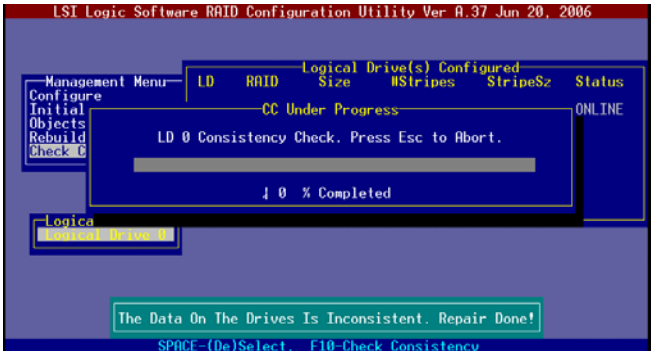 LSI Logic Software RAID Configuration Utility Ver A.37 Jun 20, 2006
Logical Drive(s) Configured
Management Menu
LD RAID Size #Stripes StripeSz Status
Configure
Initial
ONLINE
Objects
Rebuild
Check C
CC Under Progress
LD 0 Consistency Check. Press Esc to Abort.
0 % Completed
Logica
Logical Drive 0
The Data On The Drives Is Inconsistent. Repair Done!
SPACE-(De)Select, F10-Check Consistency